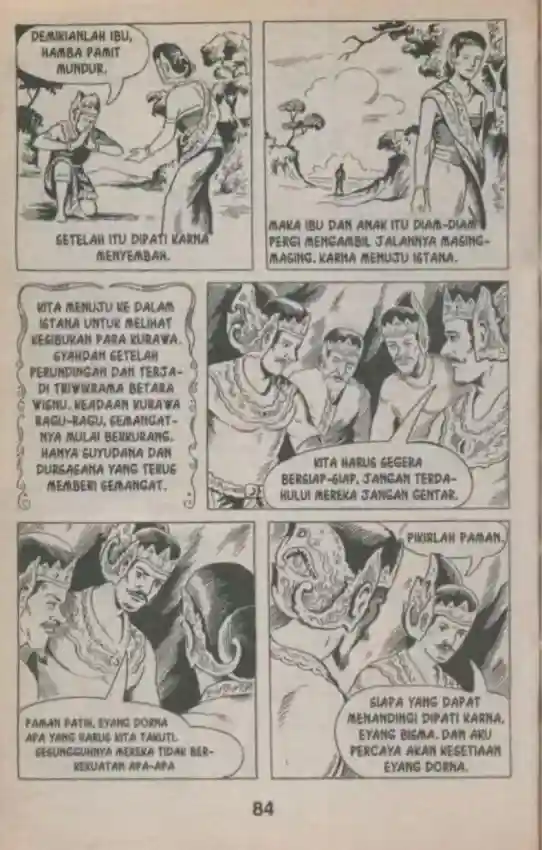 DEMIKIANLAH IBU,
HAMBA PAMIT
MUNDUR.
SETELAH ITU DIPATI KARNA
MENYEMBAH.
MAKA IBU DAN ANAK ITU DIAM-DIAM
PERGI MENGAMBIL JALANNYA MASING-
MASING. KARNA MENUJU ISTANA.
KITA MENUJU KE DALAM
ISTANA UNTUK MELIHAT
KESIBUKAN PARA KURAWA.
SYAHDAN SETELAH
PERUNDINGAN DAN TERJA-
DI TRIWIKRAMA BETARA
WISNU. KEADAAN KURAWA
RAGU-RAGU, SEMANGAT-
NYA MULAI BERKURANG.
HANYA SUYUDANA DAN
DURSASANA YANG TERUS
MEMBERI SEMANGAT.
KITA HARUS SEGERA
BERSIAP-SIAP, JANGAN TERDA-
HULUI MEREKA JANGAN GENTAR.
PAMAN PATIH, EYANG DORNA
APA YANG HARUS KITA TAKUTI.
SESUNGGUHNYA MEREKA TIDAK BER-
KEKUATAN APA-APA
PIKIRLAH PAMAN.
SIAPA YANG DAPAT
MENANDINGI DIPATI KARNA,
EYANG BISMA. DAN AKU
PERCAYA AKAN KESETIAAN
EYANG DORNA.
84